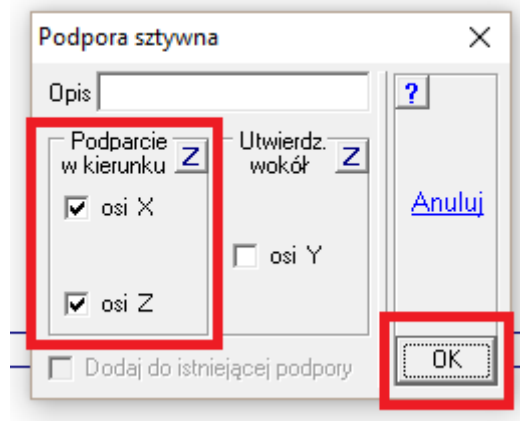 Podpora sztywna
Opis
?
Podparcie
w kierunku Z
Utwierdz.
wokół Z
osi X
osi Y
osi Z
Anuluj
Dodaj do istniejącej podpory
OK